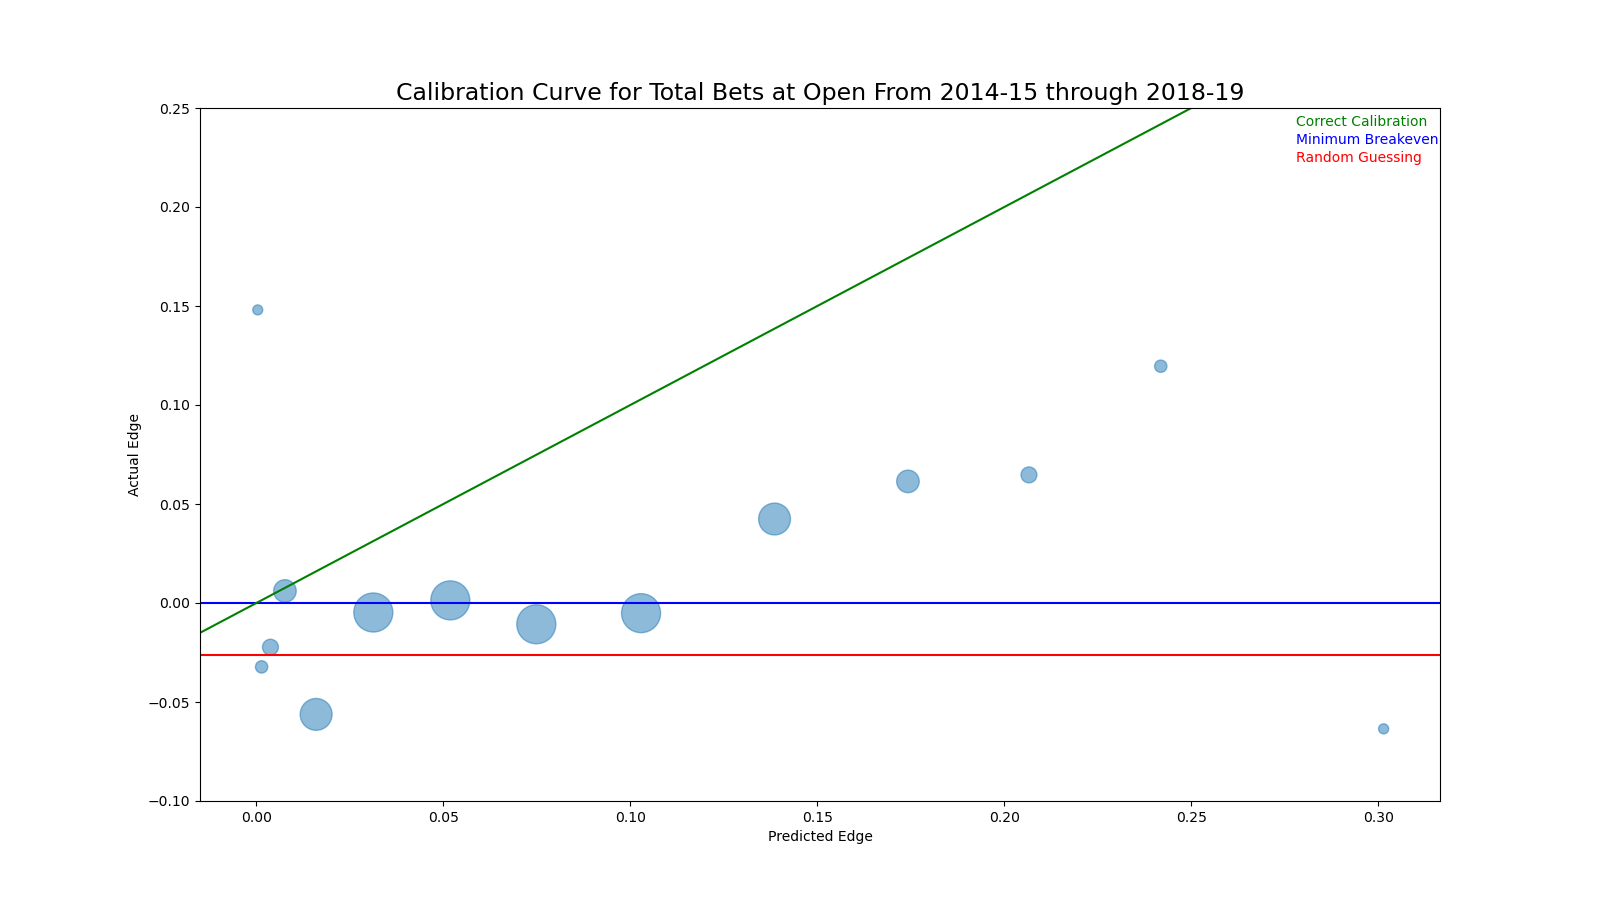 Calibration Curve for Total Bets at Open From 2014-15 through 2018-19
Correct Calibration
Minimum Breakeven
Random Guessing
0.25
0.20
0.15
0.10
0.05
0.00
−0.05
−0.10
Actual Edge
0.00 0.05 0.10 0.15 0.20 0.25 0.30
Predicted Edge